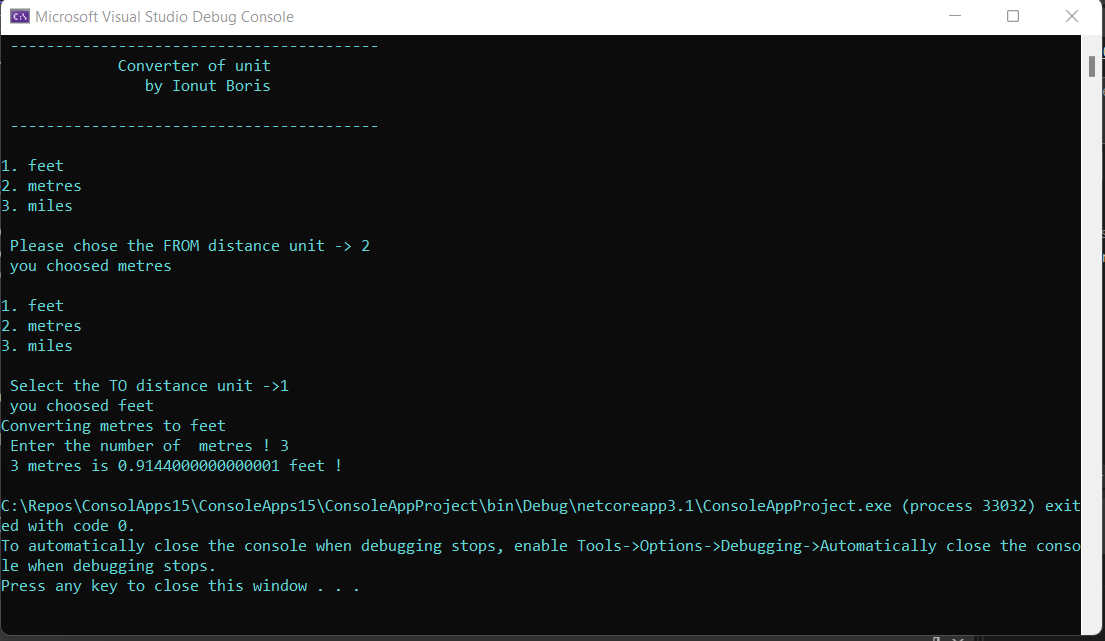 Microsoft Visual Studio Debug Console
-----------------------------------------
Converter of unit
by Ionut Boris
-----------------------------------------
1. feet
2. metres
3. miles
Please chose the FROM distance unit -> 2
you choosed metres
1. feet
2. metres
3. miles
Select the TO distance unit ->1
you choosed feet
Converting metres to feet
Enter the number of  metres ! 3
3 metres is 0.9144000000000001 feet !
C:\Repos\ConsolApps15\ConsoleApps15\ConsoleAppProject\bin\Debug\netcoreapp3.1\ConsoleAppProject.exe (process 33032) exit
ed with code 0.
To automatically close the console when debugging stops, enable Tools->Options->Debugging->Automatically close the conso
le when debugging stops.
Press any key to close this window . . .